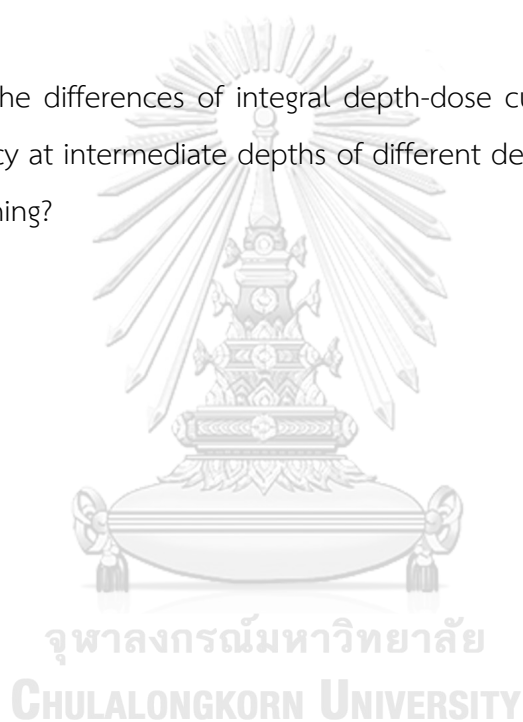 he differences of integral depth-dose cu
cy at intermediate depths of different de
ning?
จุฬาลงกรณ์มหาวิทยาลัย
CHULALONGKORN UNIVERSITY